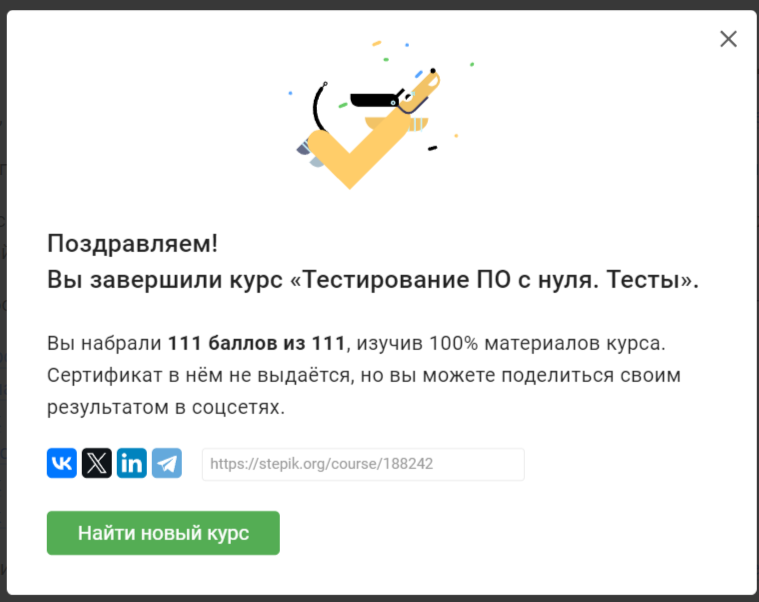 Поздравляем!
Вы завершили курс «Тестирование ПО с нуля. Тесты».
Вы набрали 111 баллов из 111, изучив 100% материалов курса.
Сертификат в нём не выдаётся, но вы можете поделиться своим
результатом в соцсетях.
https://stepik.org/course/188242
Найти новый курс